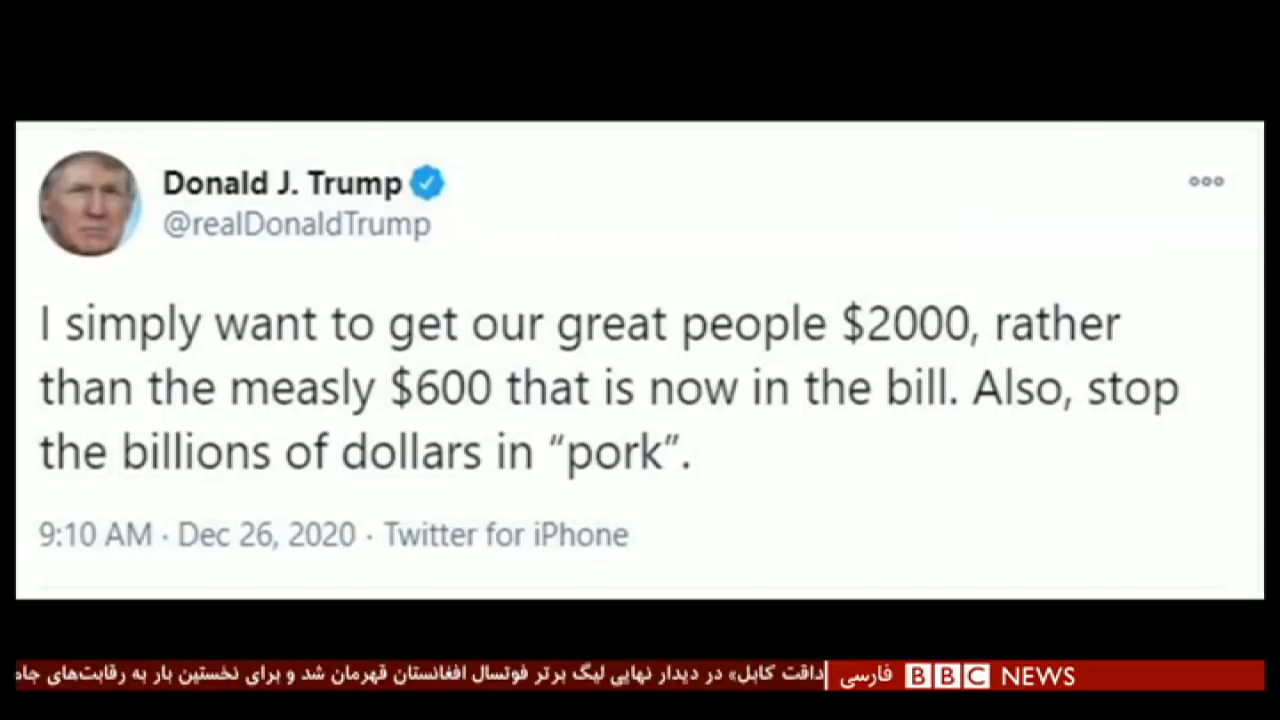 Donald J. Trump
@realDonaldTrump
I simply want to get our great people $2000, rather
than the measly $600 that is now in the bill. Also, stop
the billions of dollars in “pork”.
9:10 AM · Dec 26, 2020 · Twitter for iPhone
داقت کابل» در دیدار نهایی لیگ برتر فوتسال افغانستان قهرمان شد و برای نخستین بار به رقابت‌های جام
فارسی BBC NEWS